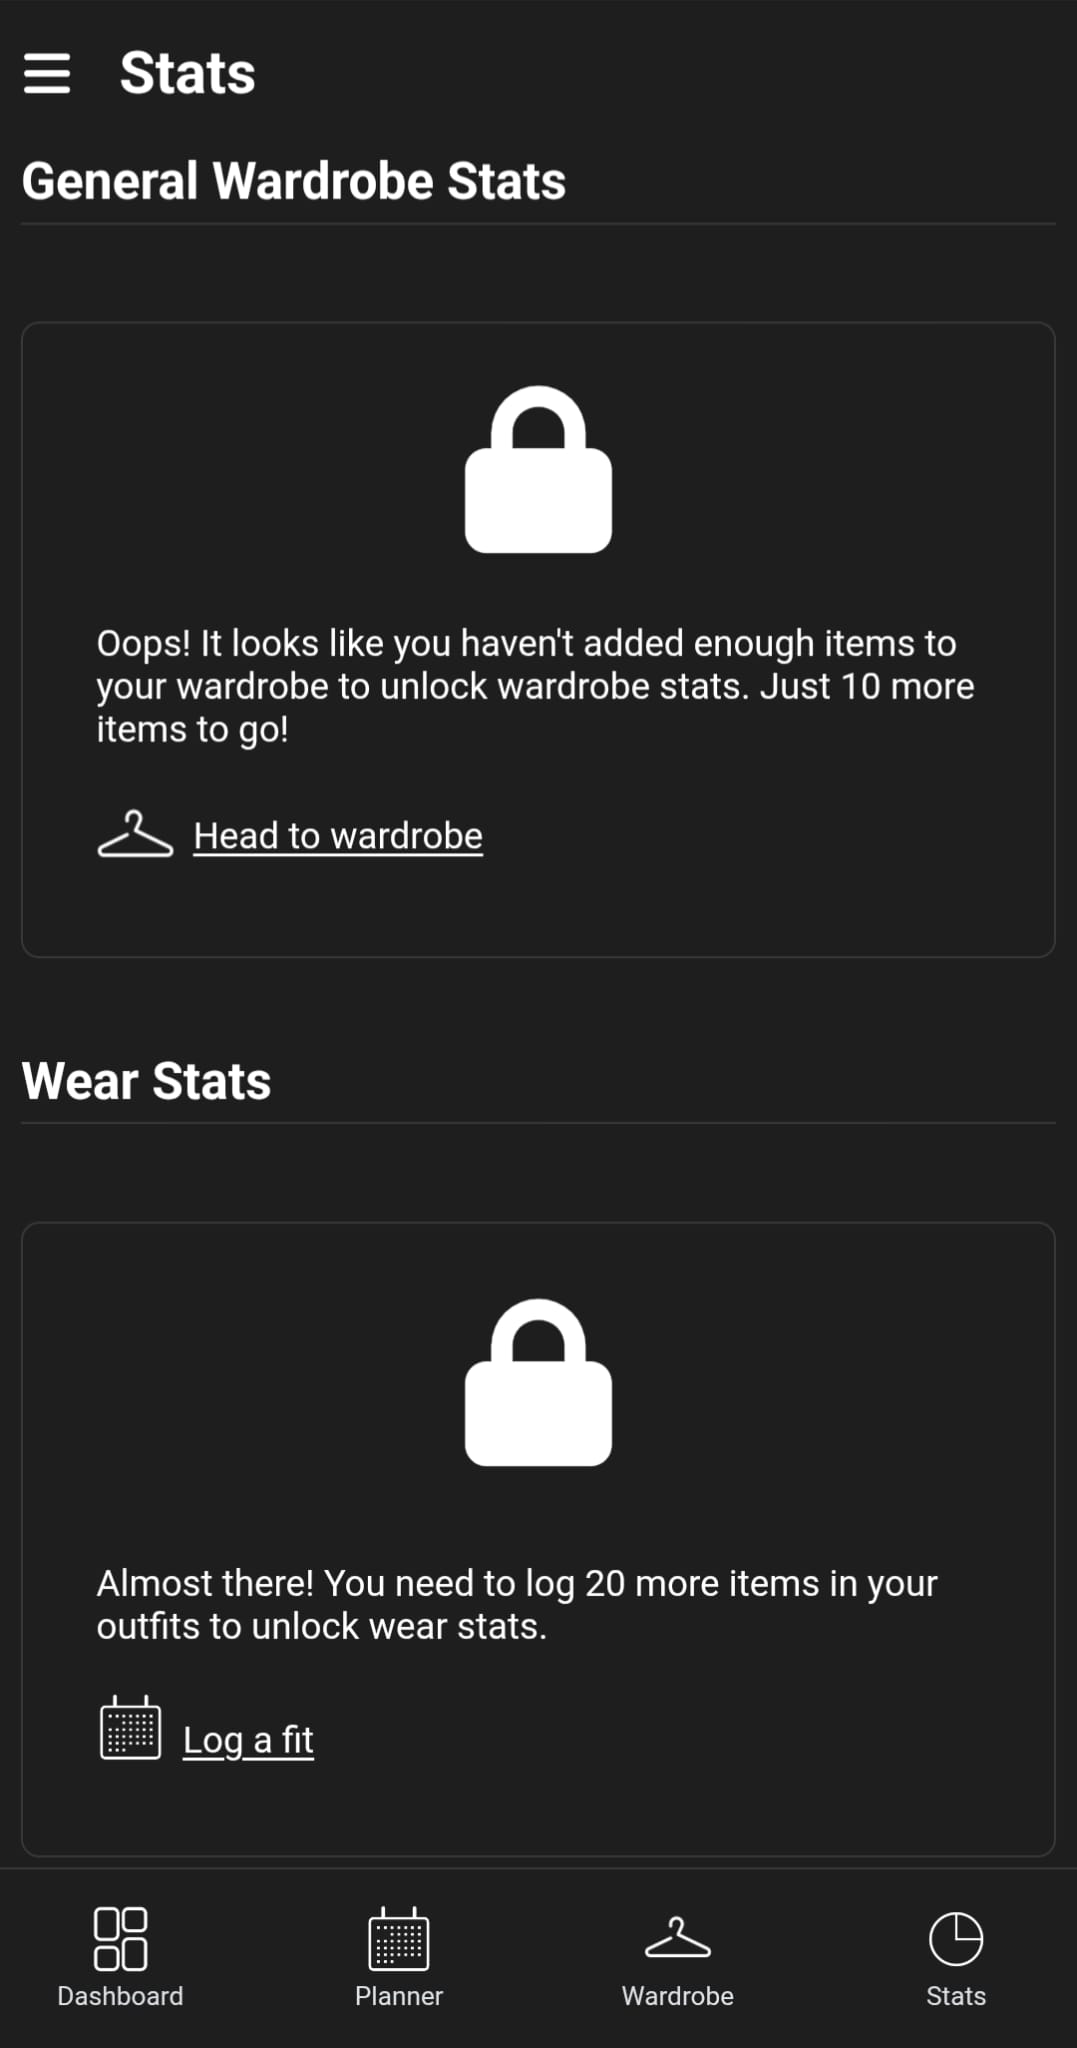 Stats
General Wardrobe Stats
Oops! It looks like you haven't added enough items to
your wardrobe to unlock wardrobe stats. Just 10 more
items to go!
Head to wardrobe
Wear Stats
Almost there! You need to log 20 more items in your
outfits to unlock wear stats.
Log a fit
Dashboard
Planner
Wardrobe
Stats